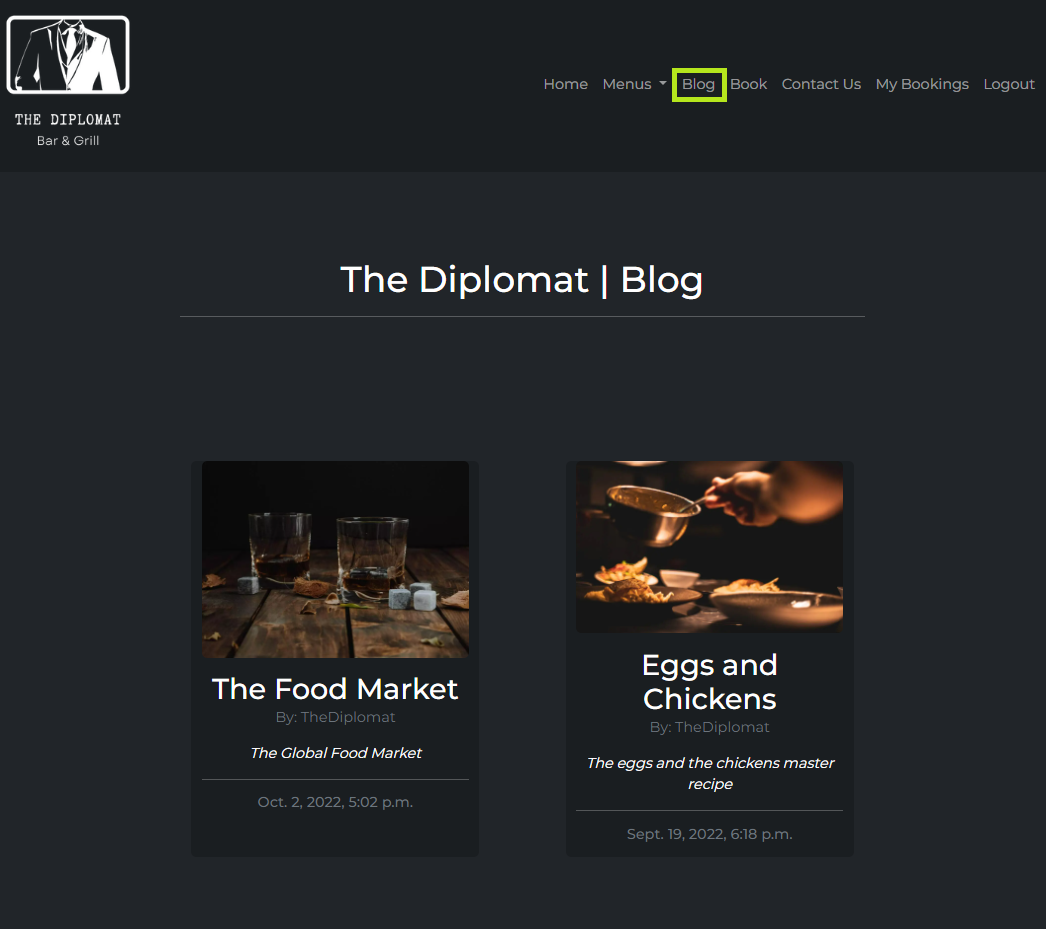 THE DIPLOMAT
Bar & Grill
Home Menus Blog Book Contact Us My Bookings Logout
The Diplomat | Blog
The Food Market
By: TheDiplomat
The Global Food Market
Oct. 2, 2022, 5:02 p.m.
Eggs and
Chickens
By: TheDiplomat
The eggs and the chickens master
recipe
Sept. 19, 2022, 6:18 p.m.